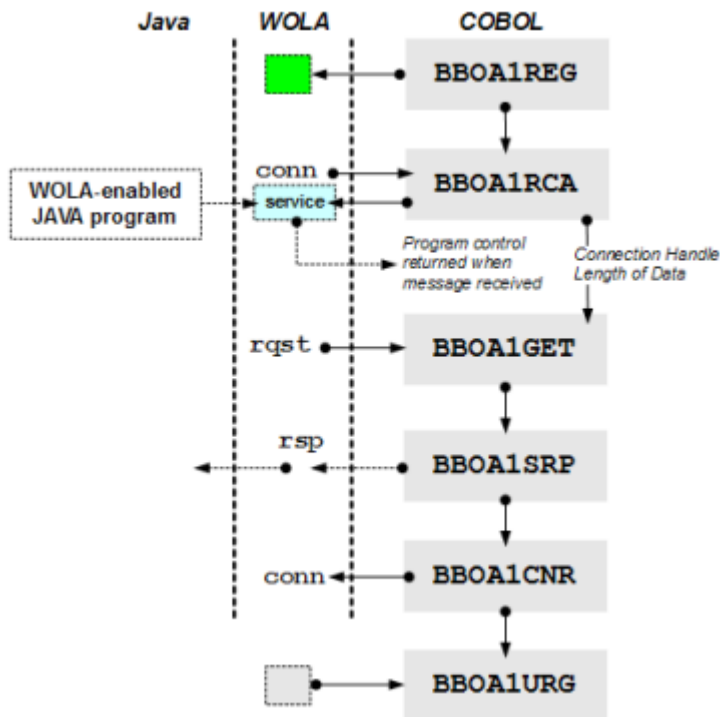 Java
WOLA
COBOL
BBOA1REG
conn
BBOA1RCA
WOLA-enabled
JAVA program
service
Program control
returned when
message received
Connection Handle
Length of Data
rqst
BBOA1GET
rsp
BBOA1SRP
conn
BBOA1CNR
BBOA1URG